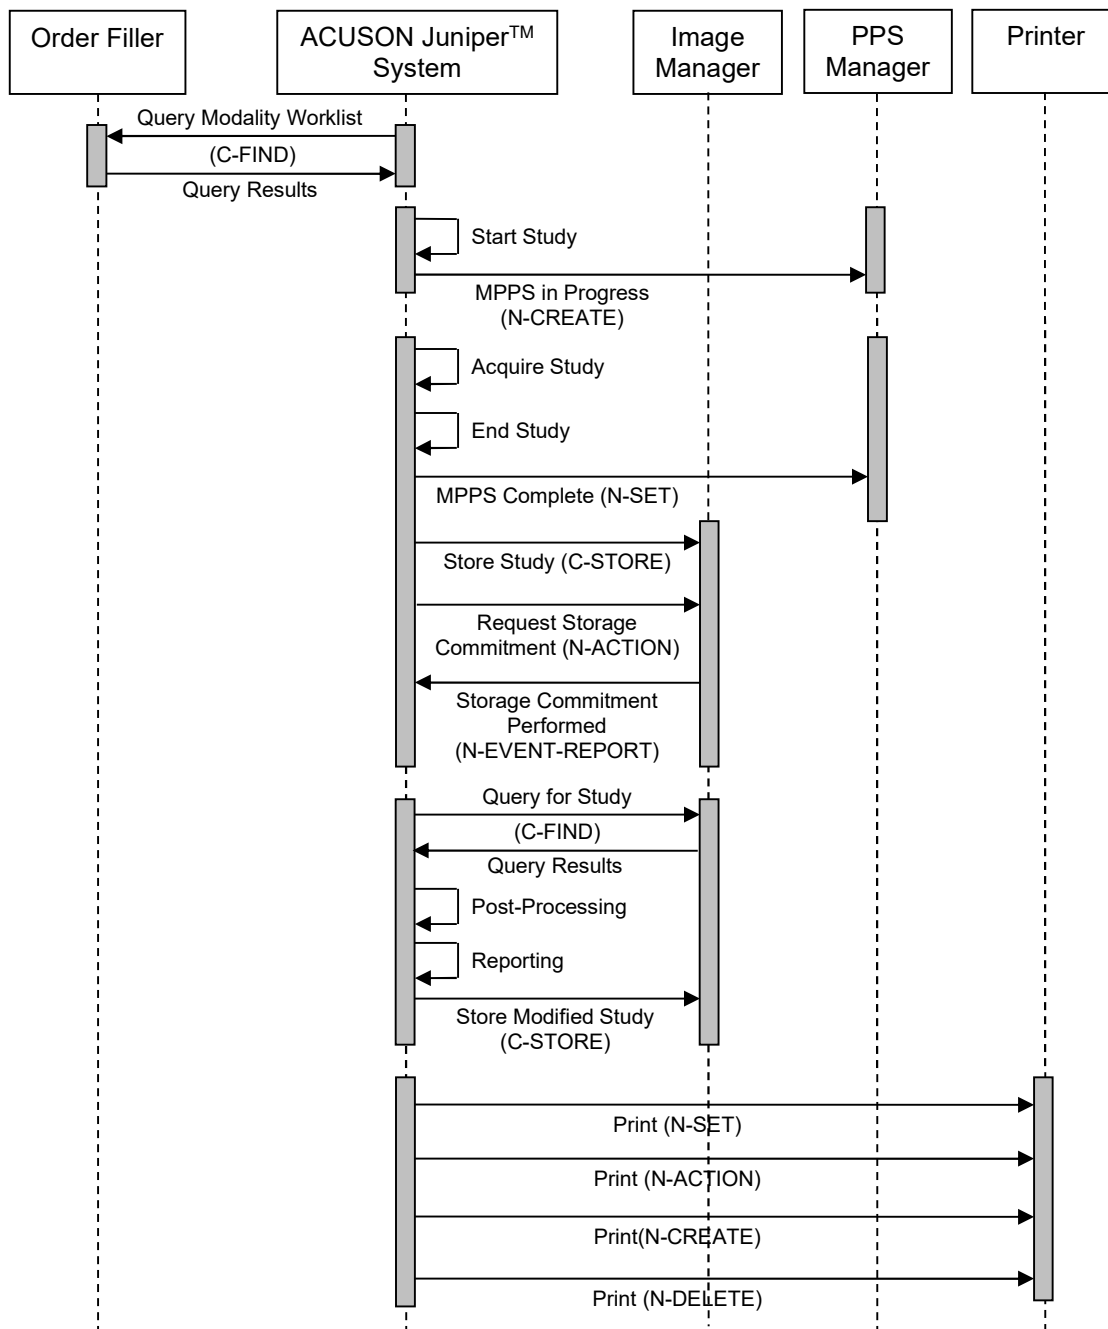 Order Filler
ACUSON Juniper™
System
Image
Manager
PPS
Manager
Printer
Query Modality Worklist
(C-FIND)
Query Results
Start Study
MPPS in Progress
(N-CREATE)
Acquire Study
End Study
MPPS Complete (N-SET)
Store Study (C-STORE)
Request Storage
Commitment (N-ACTION)
Storage Commitment
Performed
(N-EVENT-REPORT)
Query for Study
(C-FIND)
Query Results
Post-Processing
Reporting
Store Modified Study
(C-STORE)
Print (N-SET)
Print (N-ACTION)
Print(N-CREATE)
Print (N-DELETE)